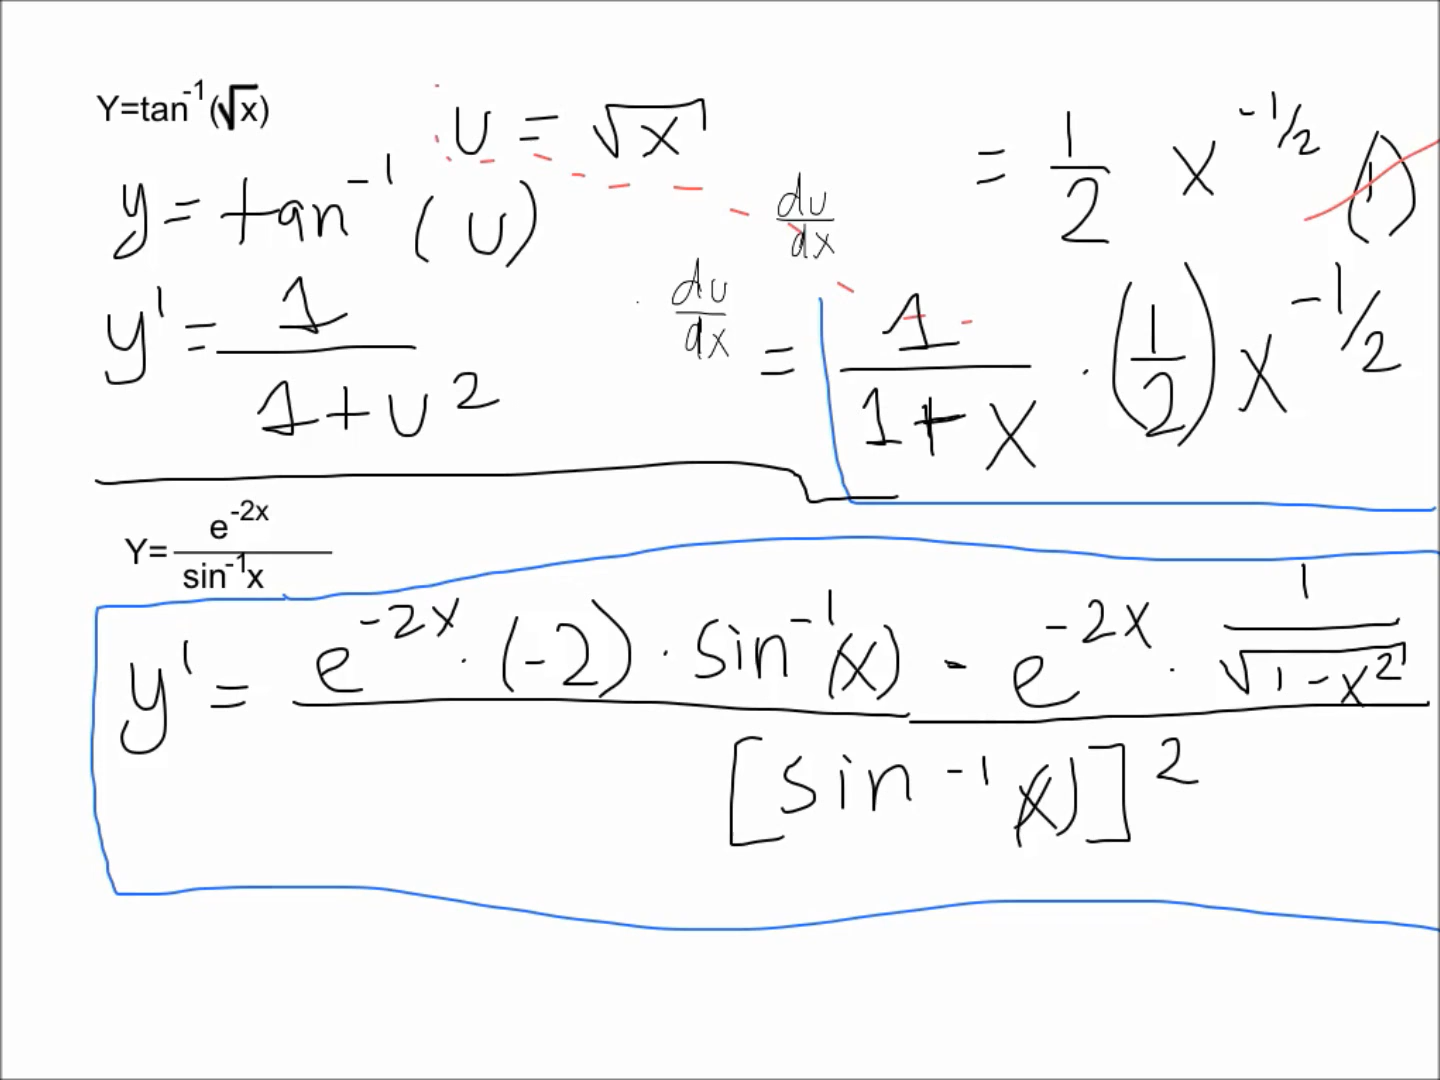 Y=tan⁻¹(√x)
u = √x
= 1/2 x^(-1/2) (1)
y = tan⁻¹ (u)
du/dx
y' = 1/(1+u²)
du/dx
= 1/(1+x) · (1/2) x^(-1/2)
Y= e^(-2x)/sin⁻¹x
y' = (e^(-2x) · (-2) · sin⁻¹(x) - e^(-2x) · 1/√(1-x²)) / [sin⁻¹(x)]²